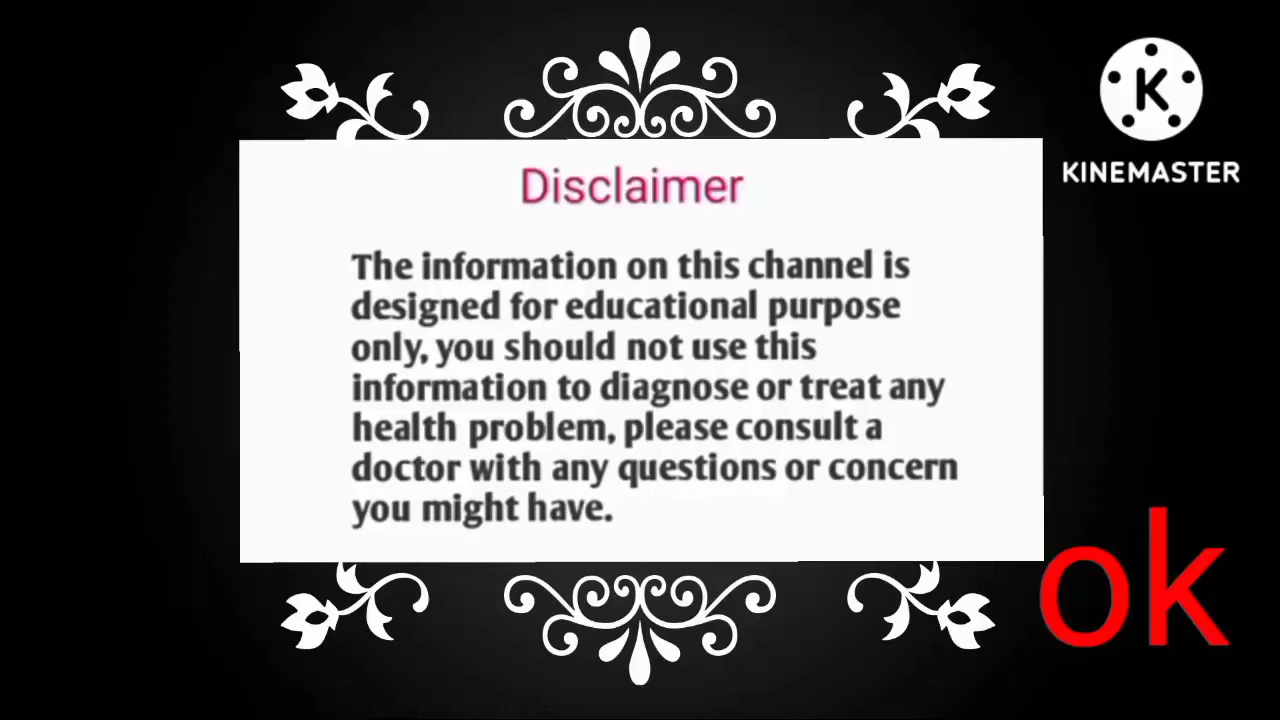 K
KINEMASTER
Disclaimer
The information on this channel is
designed for educational purpose
only, you should not use this
information to diagnose or treat any
health problem, please consult a
doctor with any questions or concern
you might have.
ok